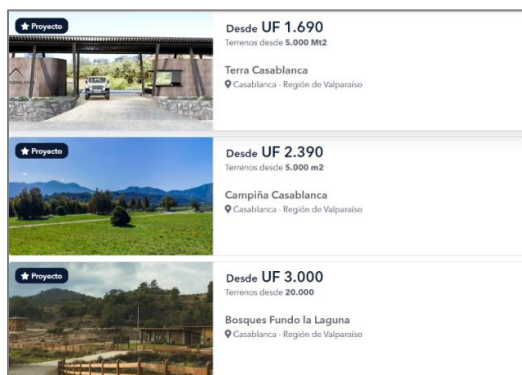 Proyecto
Desde UF 1.690
Terrenos desde 5.000 Mt2
Terra Casablanca
Casablanca - Región de Valparaíso
Proyecto
Desde UF 2.390
Terrenos desde 5.000 m2
Campiña Casablanca
Casablanca - Región de Valparaíso
Proyecto
Desde UF 3.000
Terrenos desde 20.000
Bosques Fundo la Laguna
Casablanca - Región de Valparaíso